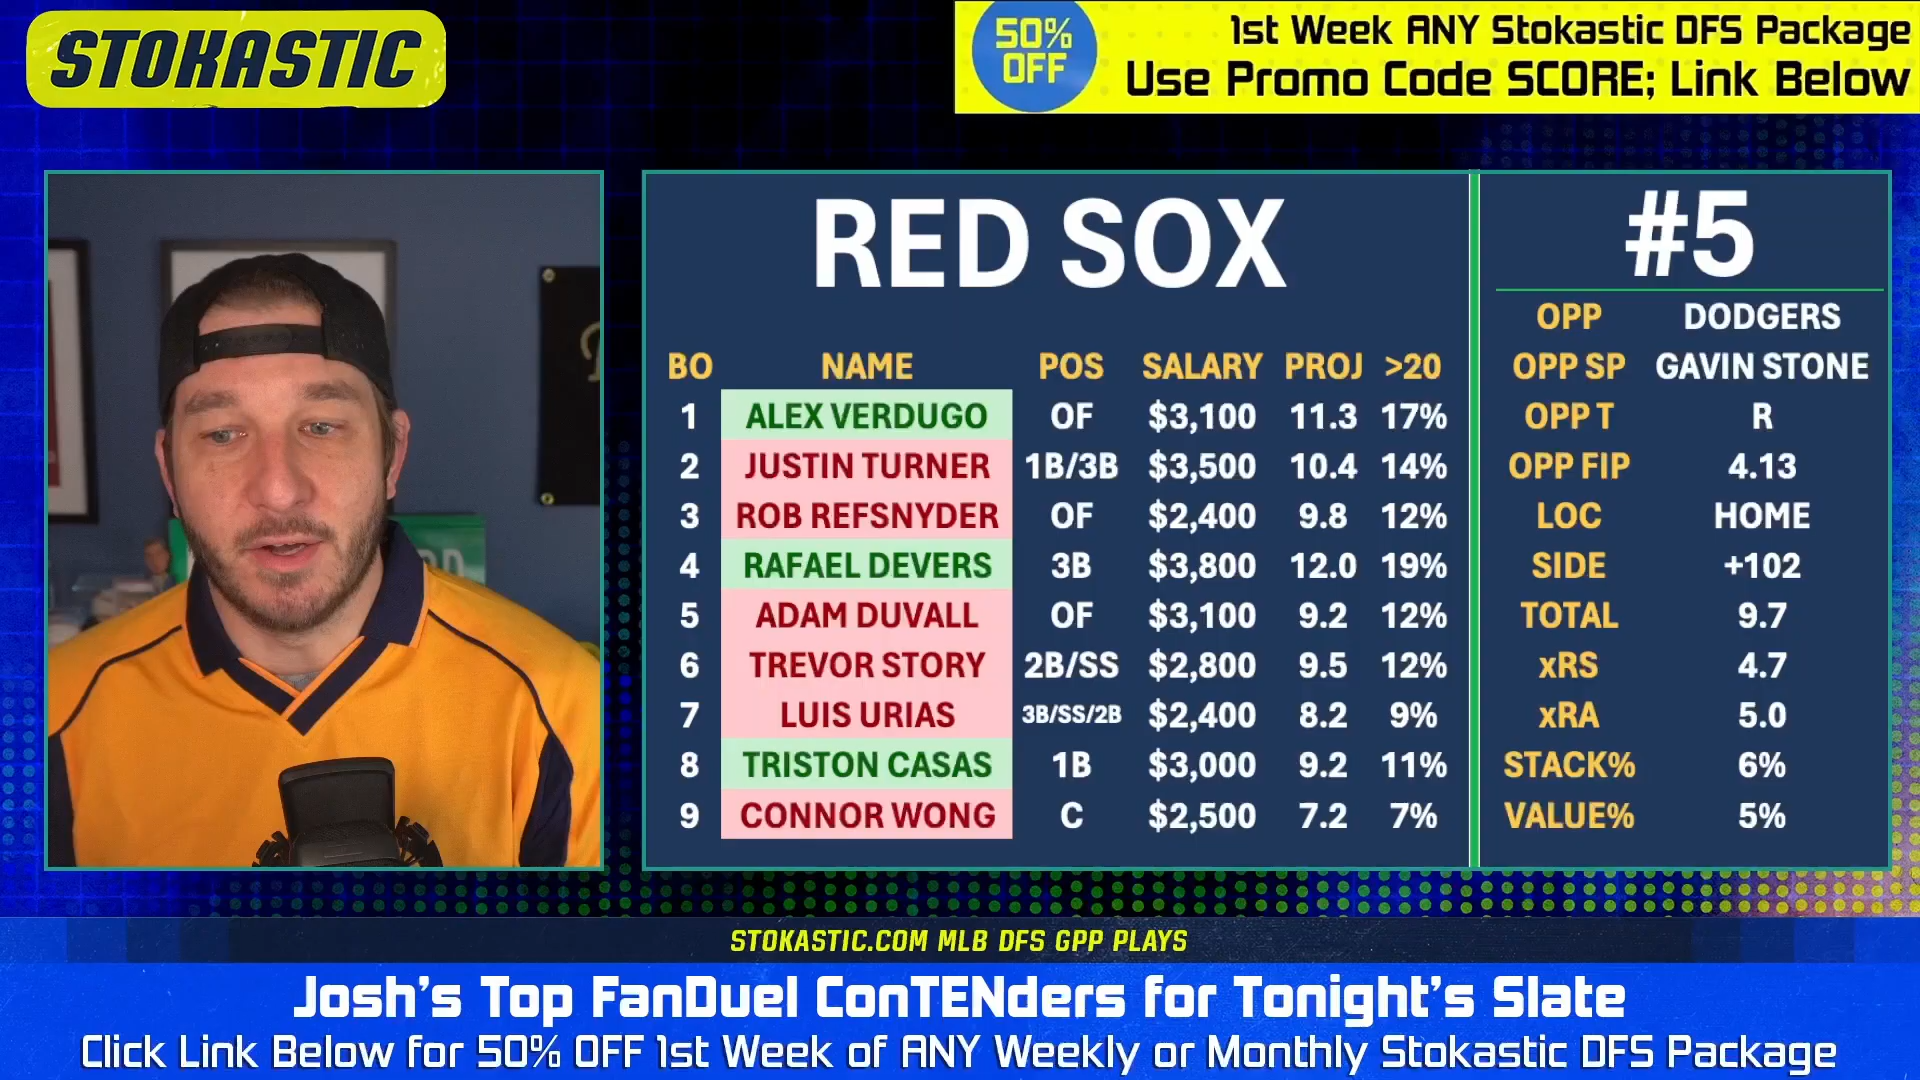 STOKASTIC
50% OFF
1st Week ANY Stokastic DFS Package
Use Promo Code SCORE; Link Below
RED SOX
BO NAME POS SALARY PROJ >20
1 ALEX VERDUGO OF $3,100 11.3 17%
2 JUSTIN TURNER 1B/3B $3,500 10.4 14%
3 ROB REFSNYDER OF $2,400 9.8 12%
4 RAFAEL DEVERS 3B $3,800 12.0 19%
5 ADAM DUVALL OF $3,100 9.2 12%
6 TREVOR STORY 2B/SS $2,800 9.5 12%
7 LUIS URIAS 3B/SS/2B $2,400 8.2 9%
8 TRISTON CASAS 1B $3,000 9.2 11%
9 CONNOR WONG C $2,500 7.2 7%
#5
OPP DODGERS
OPP SP GAVIN STONE
OPP T R
OPP FIP 4.13
LOC HOME
SIDE +102
TOTAL 9.7
xRS 4.7
xRA 5.0
STACK% 6%
VALUE% 5%
STOKASTIC.COM MLB DFS GPP PLAYS
Josh's Top FanDuel ConTENders for Tonight's Slate
Click Link Below for 50% OFF 1st Week of ANY Weekly or Monthly Stokastic DFS Package